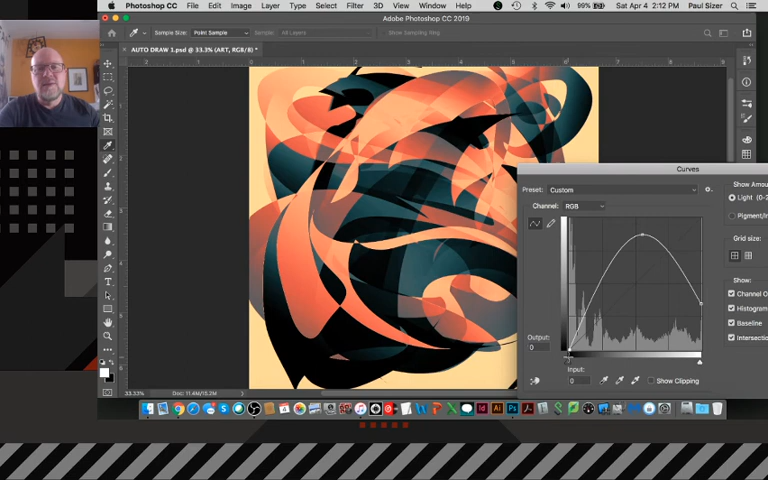 Photoshop CC File Edit Image Layer Type Select Filter 3D View Window Help 99% Sat Apr 4 2:12 PM Paul Sizer
Adobe Photoshop CC 2019
Sample Size: Point Sample Sample: All Layers Show Sampling Ring
AUTO DRAW 1.psd @ 33.3% (ART, RGB/8) *
Curves
Preset: Custom
Show Amou
Channel: RGB
Light (0-2
Pigment/In
Grid size:
Show:
Channel O
Histogram
Baseline
Intersectio
Output:
0
Input:
0
Show Clipping
33.33% Doc: 11.4M/15.2M